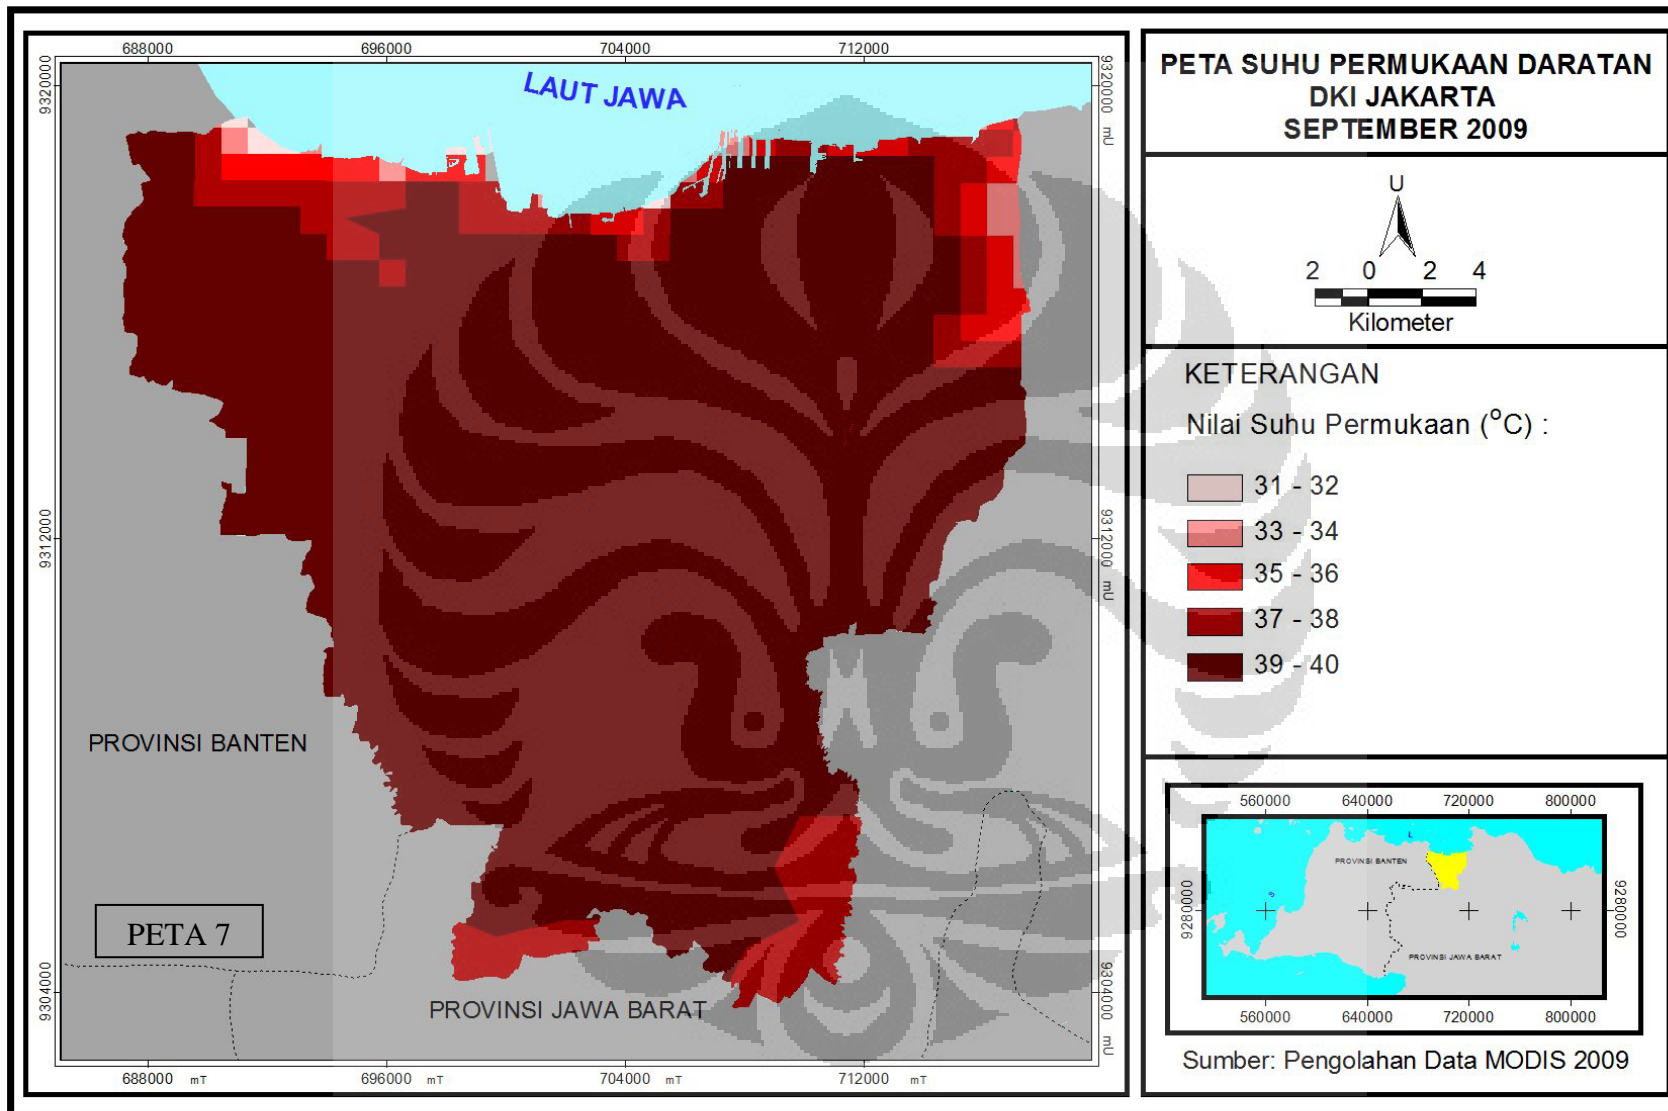 688000
696000
704000
712000
9320000
9320000 mU
LAUT JAWA
9312000
9312000 mU
PROVINSI BANTEN
PETA 7
PROVINSI JAWA BARAT
9304000
9304000 mU
688000 mT
696000 mT
704000 mT
712000 mT
PETA SUHU PERMUKAAN DARATAN
DKI JAKARTA
SEPTEMBER 2009
U
2 0 2 4
Kilometer
KETERANGAN
Nilai Suhu Permukaan (°C) :
31 - 32
33 - 34
35 - 36
37 - 38
39 - 40
560000 640000 720000 800000
PROVINSI BANTEN
9280000
9280000
PROVINSI JAWA BARAT
560000 640000 720000 800000
Sumber: Pengolahan Data MODIS 2009